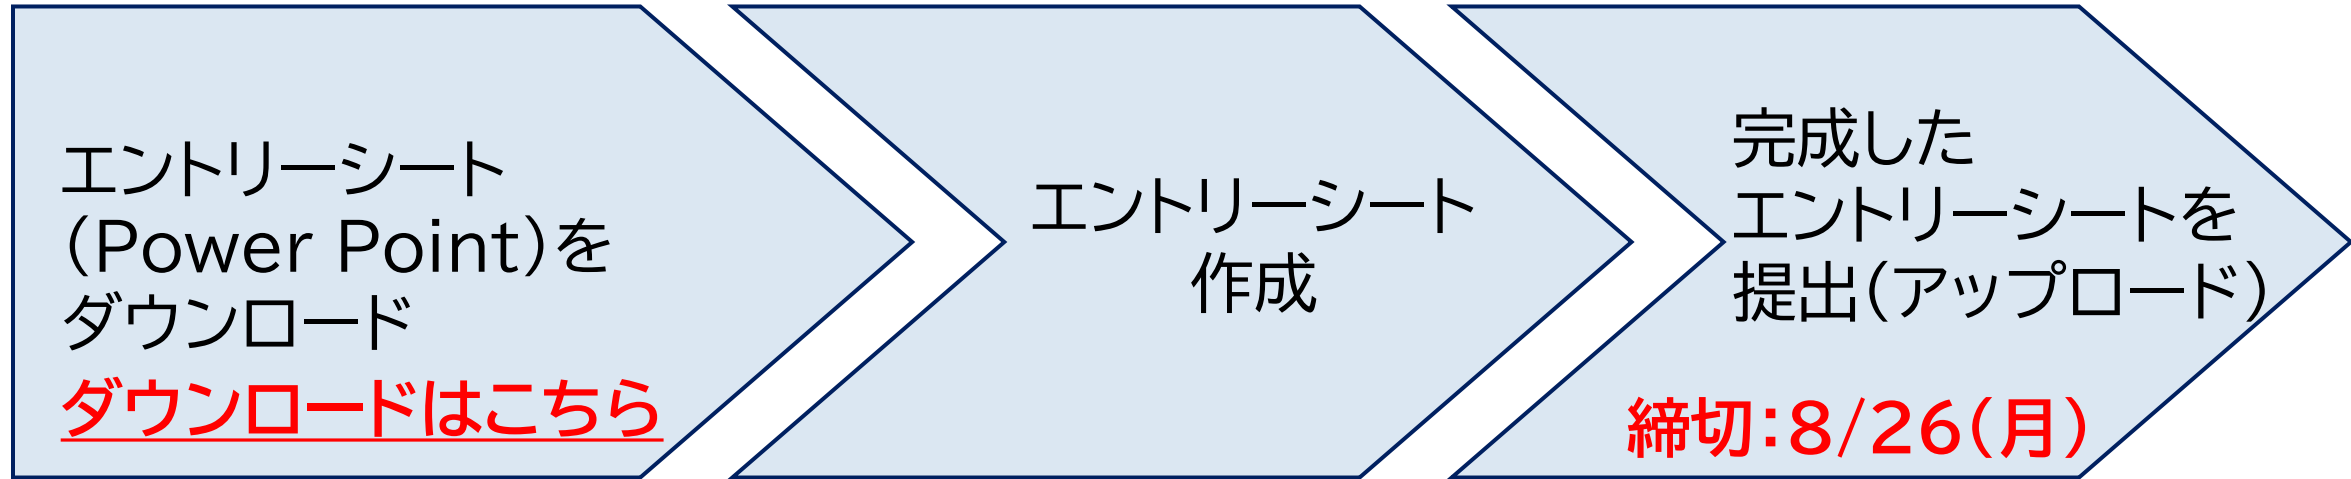 エントリーシート
（Power Point）を
ダウンロード
ダウンロードはこちら
エントリーシート
作成
完成した
エントリーシートを
提出（アップロード）
締切：8/26（月）